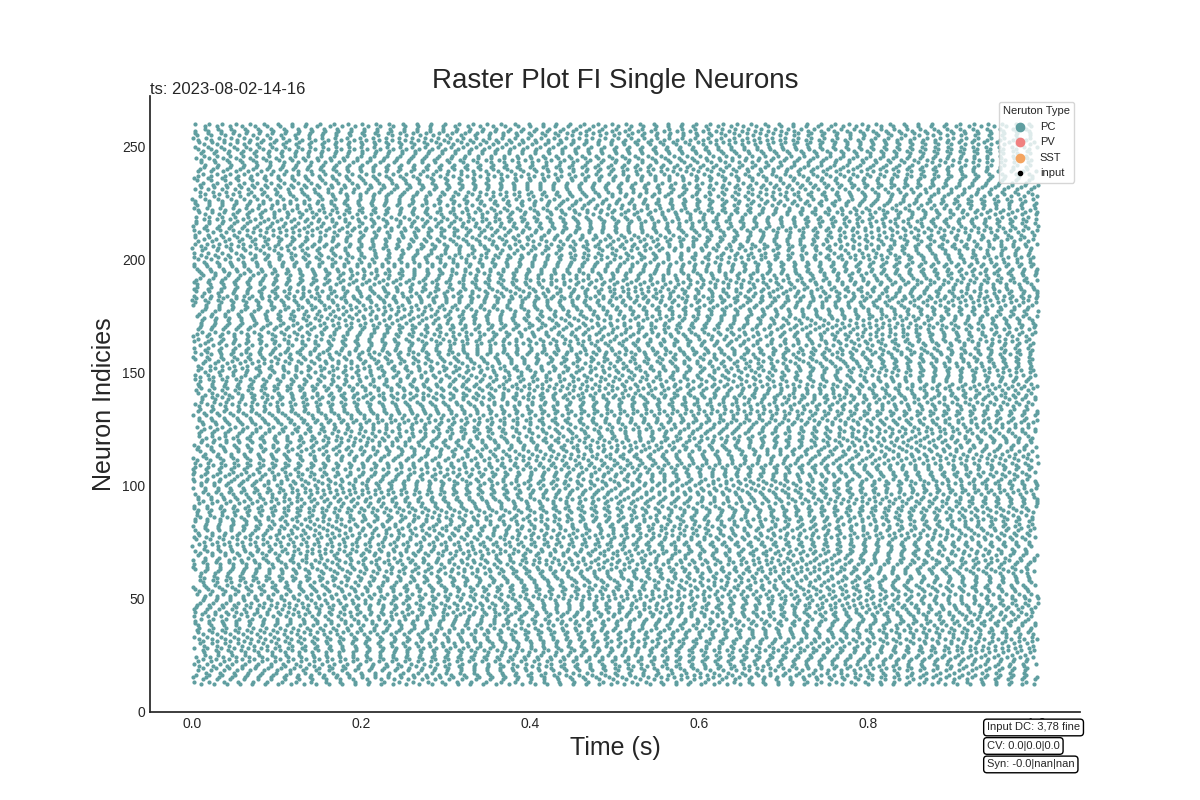 Raster Plot FI Single Neurons
ts: 2023-08-02-14-16
Neruton Type
PC
PV
SST
input
Neuron Indicies
250
200
150
100
50
0
0.0 0.2 0.4 0.6 0.8
Time (s)
Input DC: 3,78 fine
CV: 0.0|0.0|0.0
Syn: -0.0|nan|nan